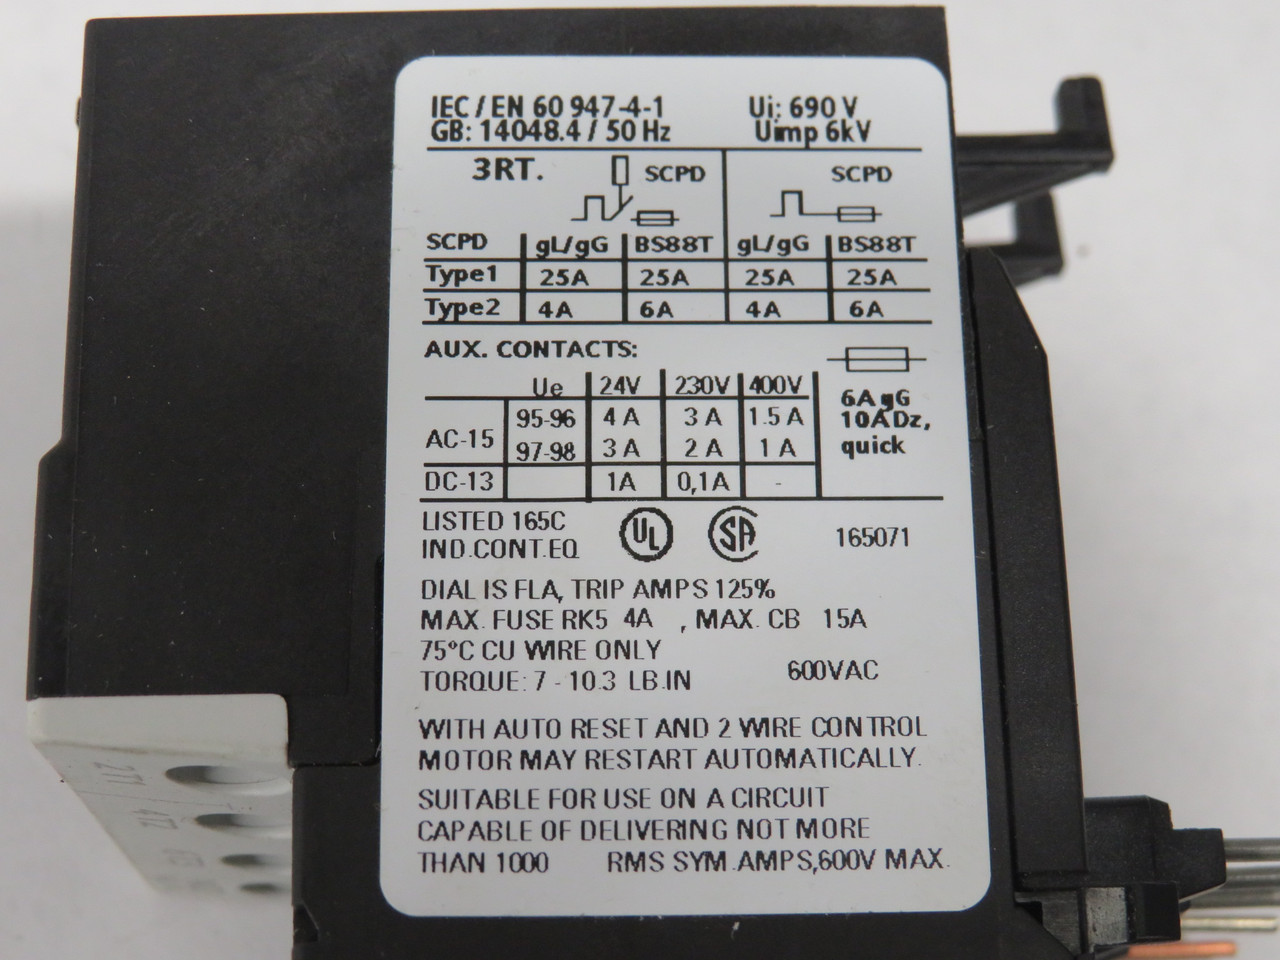 IEC/EN 60 947-4-1 Ui: 690 V
GB: 14048.4 / 50 Hz Uimp 6kV
3RT. SCPD SCPD
SCPD gL/gG BS88T gL/gG BS88T
Type1 25A 25A 25A 25A
Type2 4A 6A 4A 6A
AUX. CONTACTS:
Ue 24V 230V 400V
AC-15 95-96 4 A 3 A 1.5 A
97-98 3 A 2 A 1 A
DC-13 1A 0,1A -
6A gG
10A Dz,
quick
LISTED 165C UL SA 165071
IND.CONT.EQ
DIAL IS FLA, TRIP AMPS 125%
MAX. FUSE RK5 4A , MAX. CB 15A
75°C CU WIRE ONLY
TORQUE: 7 - 10.3 LB.IN 600VAC
WITH AUTO RESET AND 2 WIRE CONTROL
MOTOR MAY RESTART AUTOMATICALLY.
SUITABLE FOR USE ON A CIRCUIT
CAPABLE OF DELIVERING NOT MORE
THAN 1000 RMS SYM.AMPS,600V MAX.
2T1
4T2